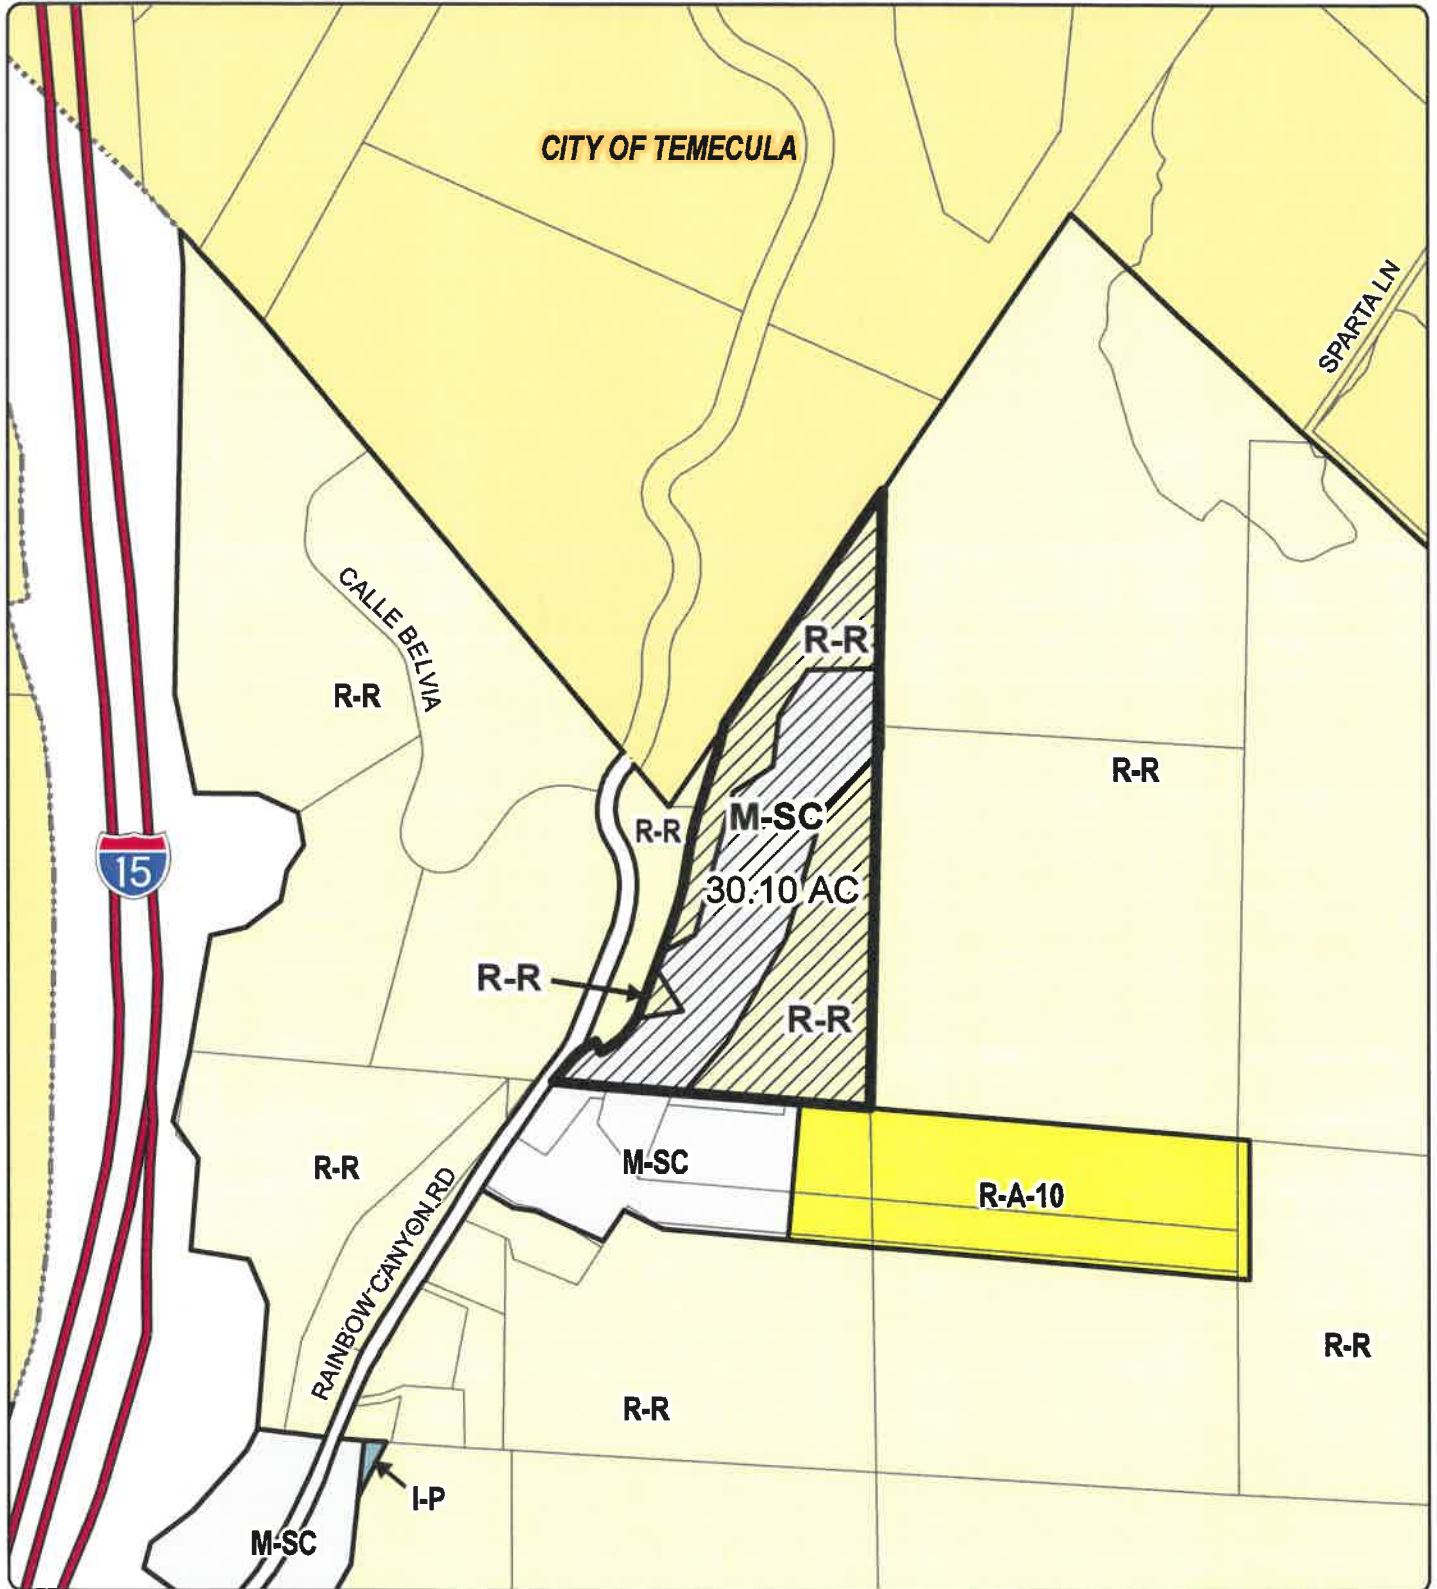 CITY OF TEMECULA
SPARTA LN
CALLE BELVIA
R-R
R-R
R-R
R-R
M-SC
15
30.10 AC
R-R
R-R
R-R
M-SC
R-A-10
RAINBOW CANYON RD
R-R
R-R
I-P
M-SC